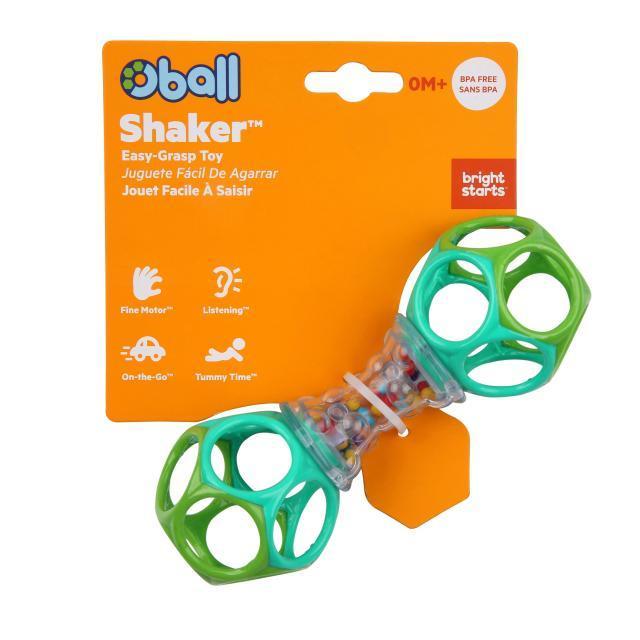 Oball
Shaker™
Easy-Grasp Toy
Juguete Fácil De Agarrar
Jouet Facile À Saisir
0M+
BPA FREE
SANS BPA
bright
starts
Fine Motor™
Listening™
On-the-Go™
Tummy Time™